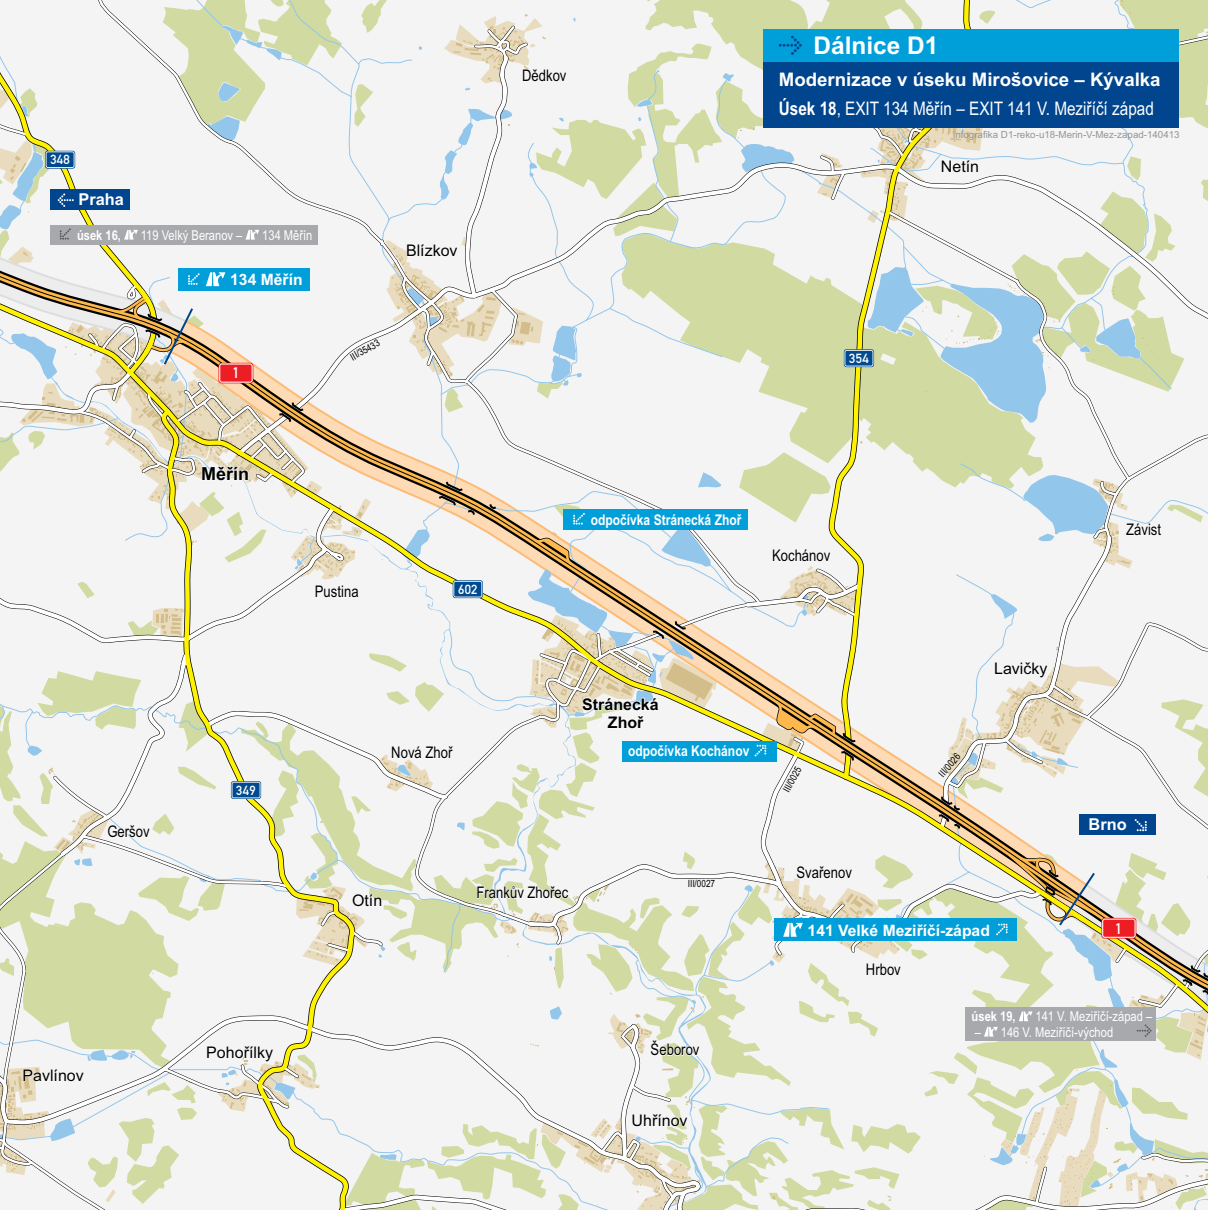 Dálnice D1
Modernizace v úseku Mirošovice – Kývalka
Úsek 18, EXIT 134 Měřín – EXIT 141 V. Meziříčí západ
Infografika D1-reko-u18-Merin-V-Mez-zapad-140413
Dědkov
348
Netín
Praha
úsek 16, 119 Velký Beranov – 134 Měřín
Blízkov
134 Měřín
III/35433
354
1
Měřín
odpočívka Stránecká Zhoř
Závist
Kochánov
Pustina
602
Lavičky
Stránecká
Zhoř
Nová Zhoř
odpočívka Kochánov
III/0025
III/0026
349
Brno
Geršov
Svařenov
III/0027
Frankův Zhořec
Otín
141 Velké Meziříčí-západ
1
Hrbov
úsek 19, 141 V. Meziříčí-západ –
– 146 V. Meziříčí-východ
Pohořílky
Šeborov
Pavlínov
Uhřínov